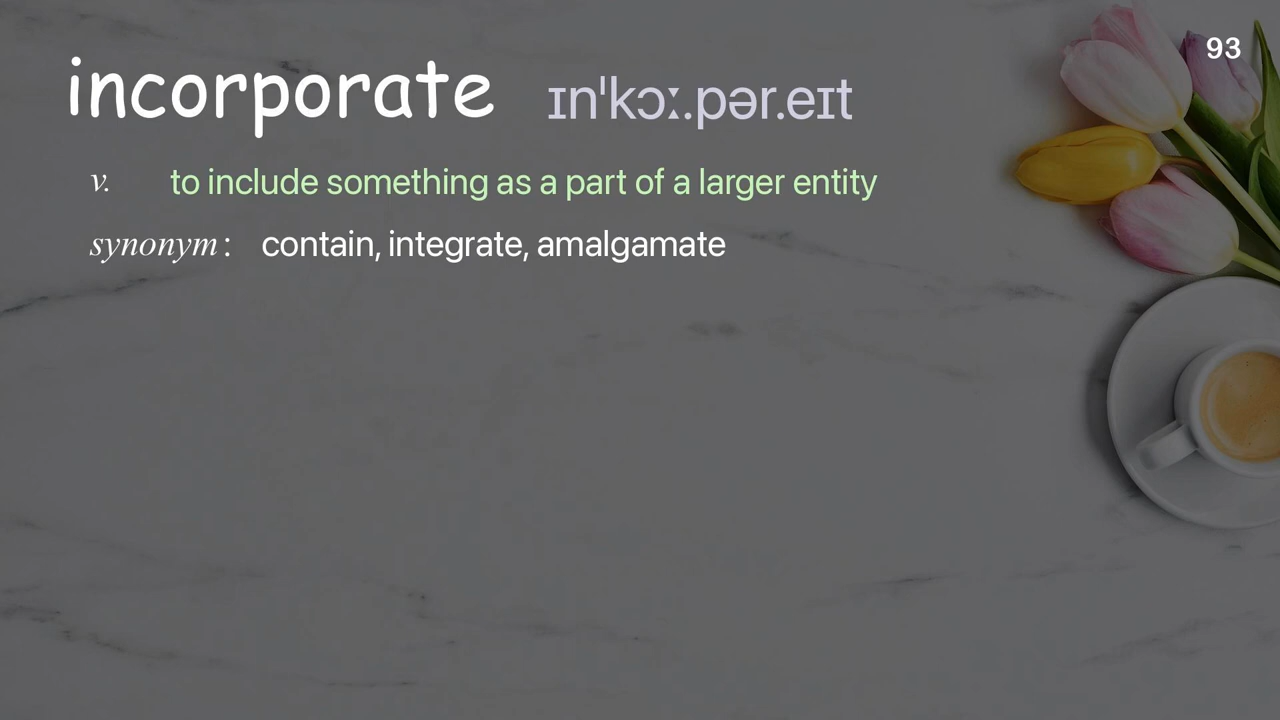 93
incorporate ɪnˈkɔː.pər.eɪt
v. to include something as a part of a larger entity
synonym : contain, integrate, amalgamate